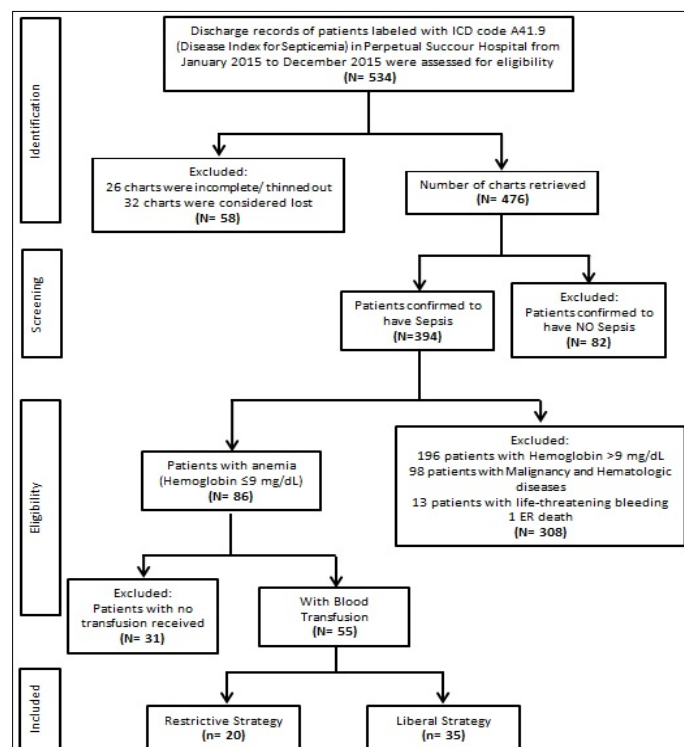 Discharge records of patients labeled with ICD code A41.9
(Disease Index for Septicemia) in Perpetual Succour Hospital from
January 2015 to December 2015 were assessed for eligibility
(N= 534)
Identification
Excluded:
26 charts were incomplete/ thinned out
32 charts were considered lost
(N= 58)
Number of charts retrieved
(N= 476)
Screening
Patients confirmed to
have Sepsis
(N=394)
Excluded:
Patients confirmed to
have NO Sepsis
(N= 82)
Eligibility
Patients with anemia
(Hemoglobin ≤9 mg/dL)
(N= 86)
Excluded:
196 patients with Hemoglobin >9 mg/dL
98 patients with Malignancy and Hematologic
diseases
13 patients with life-threatening bleeding
1 ER death
(N= 308)
Excluded:
Patients with no
transfusion received
(N= 31)
With Blood
Transfusion
(N= 55)
Included
Restrictive Strategy
(n= 20)
Liberal Strategy
(n= 35)